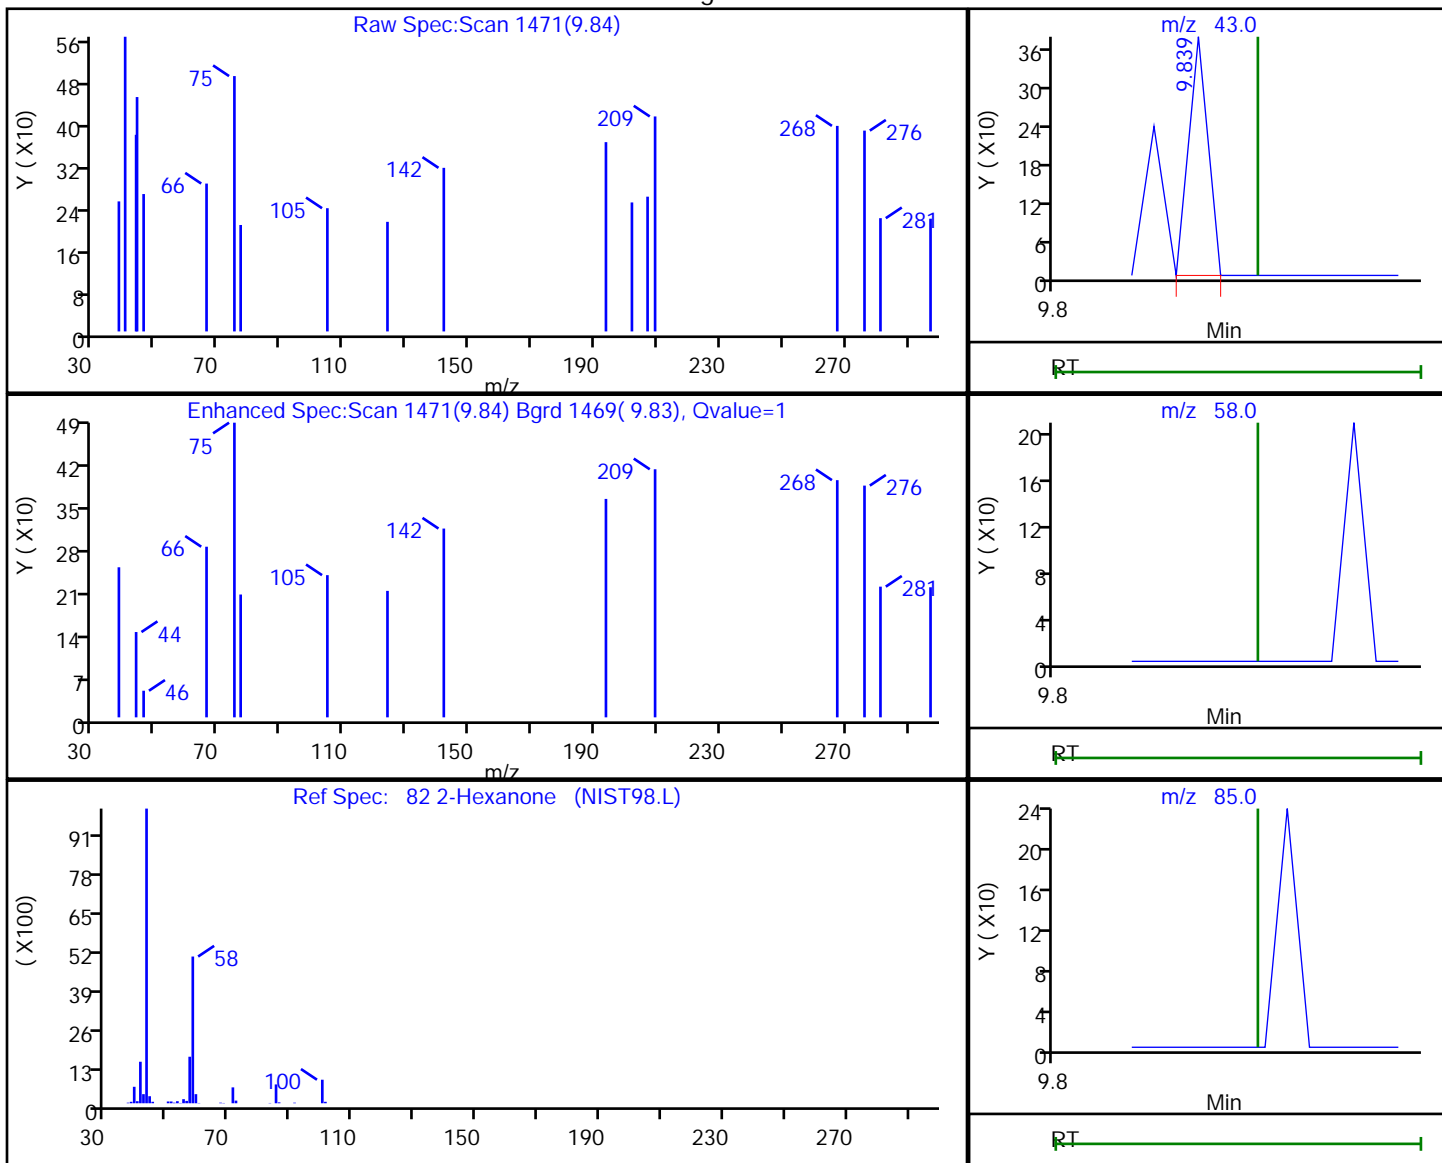 Raw Spec:Scan 1471(9.84)
Y ( X10)
56
48
40
32
24
16
8
0
75
66
105
142
209
268
276
281
30 70 110 150 190 230 270
m/z
m/z 43.0
Y ( X10)
36
30
24
18
12
6
0
9.839
9.8
Min
RT
Enhanced Spec:Scan 1471(9.84) Bgrd 1469( 9.83), Qvalue=1
Y ( X10)
49
42
35
28
21
14
7
0
75
66
44
46
105
142
209
268
276
281
30 70 110 150 190 230 270
m/z
m/z 58.0
Y ( X10)
20
16
12
8
4
0
9.8
Min
RT
Ref Spec: 82 2-Hexanone (NIST98.L)
( X100)
91
78
65
52
39
26
13
0
58
100
30 70 110 150 190 230 270
m/z 85.0
Y ( X10)
24
20
16
12
8
4
0
9.8
Min
RT